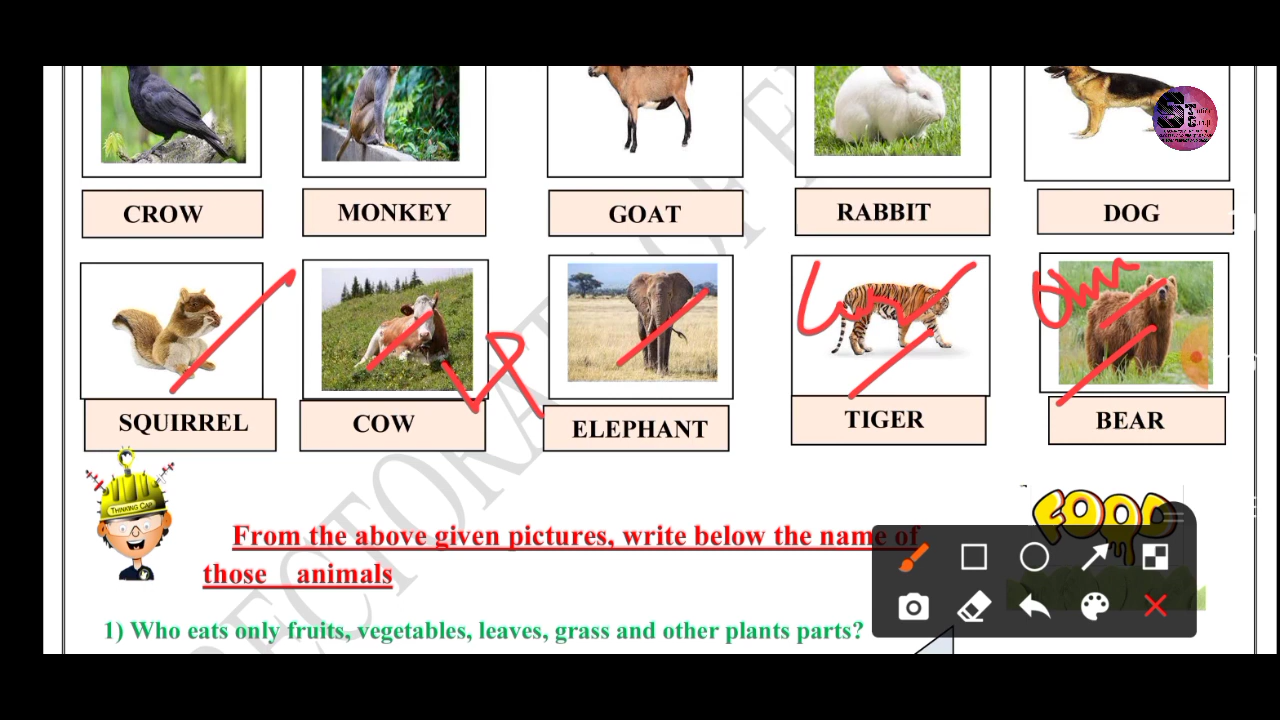 CROW MONKEY GOAT RABBIT DOG
SQUIRREL COW ELEPHANT TIGER BEAR
THINKING CAP
FOOD
From the above given pictures, write below the name of
those animals
1) Who eats only fruits, vegetables, leaves, grass and other plants parts?